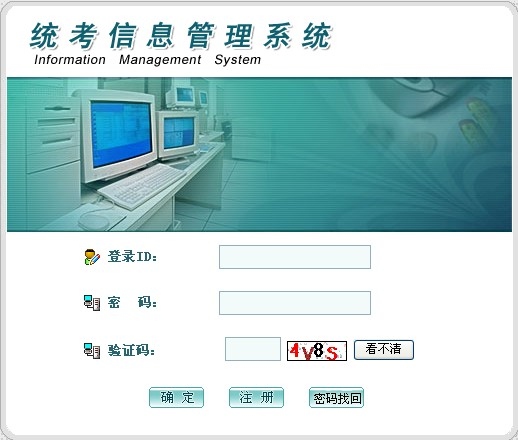 统考信息管理系统
Information Management System
登录ID:
密 码:
验证码:
4V8S 看不清
确 定 注 册 密码找回